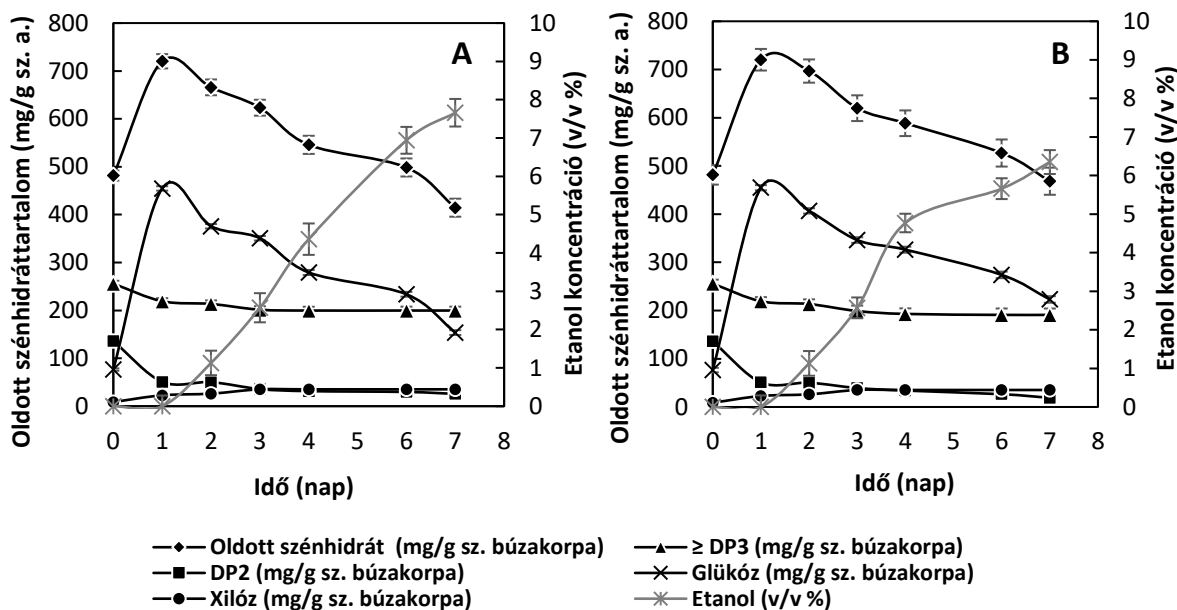 Oldott szénhidráttartalom (mg/g sz. a.)
800
700
600
500
400
300
200
100
0
A
10
9
8
7
6
5
4
3
2
1
0
Etanol koncentráció (v/v %)
0 1 2 3 4 5 6 7 8
Idő (nap)
Oldott szénhidráttartalom (mg/g sz. a.)
800
700
600
500
400
300
200
100
0
B
10
9
8
7
6
5
4
3
2
1
0
Etanol koncentráció (v/v %)
0 1 2 3 4 5 6 7 8
Idő (nap)
Oldott szénhidrát (mg/g sz. búzakorpa)
≥ DP3 (mg/g sz. búzakorpa)
DP2 (mg/g sz. búzakorpa)
Glükóz (mg/g sz. búzakorpa)
Xilóz (mg/g sz. búzakorpa)
Etanol (v/v %)